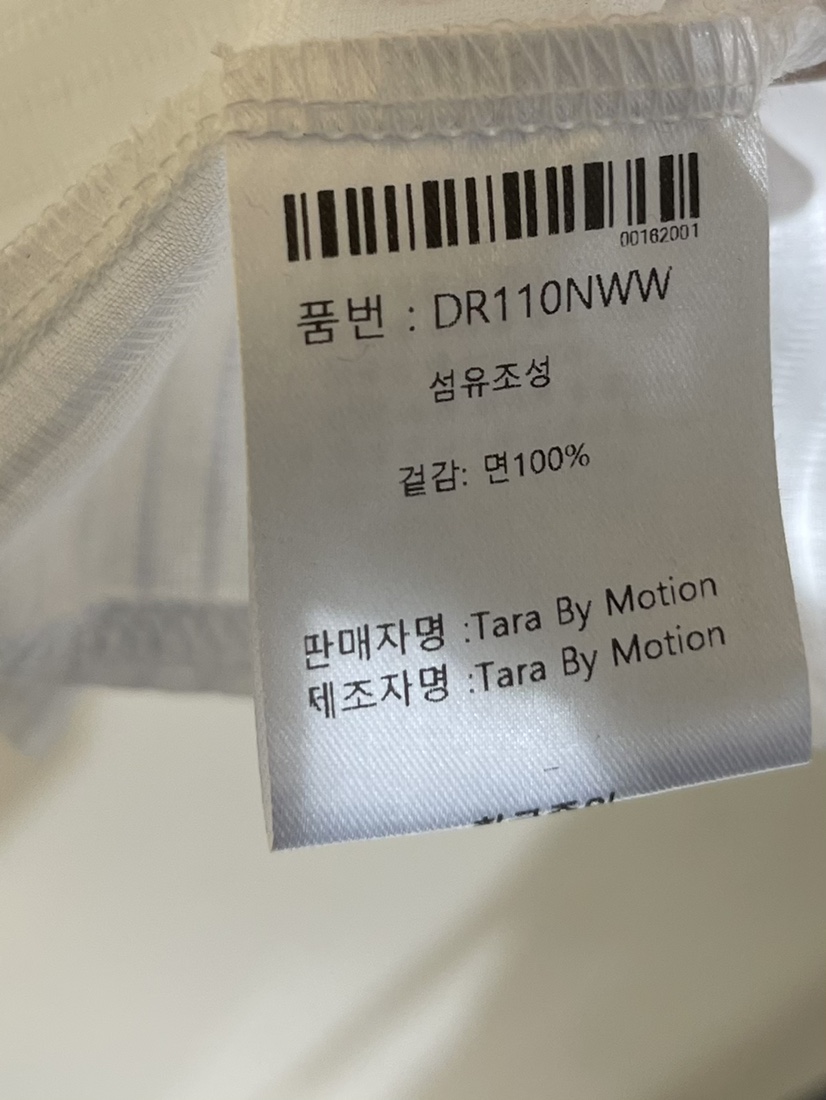 00162001
품번 : DR110NWW
섬유조성
겉감: 면100%
판매자명 :Tara By Motion
제조자명 :Tara By Motion